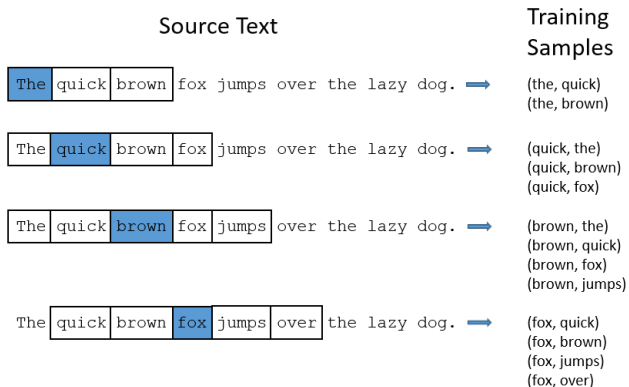 Source Text
Training
Samples
The quick brown fox jumps over the lazy dog.
(the, quick)
(the, brown)
The quick brown fox jumps over the lazy dog.
(quick, the)
(quick, brown)
(quick, fox)
The quick brown fox jumps over the lazy dog.
(brown, the)
(brown, quick)
(brown, fox)
(brown, jumps)
The quick brown fox jumps over the lazy dog.
(fox, quick)
(fox, brown)
(fox, jumps)
(fox, over)